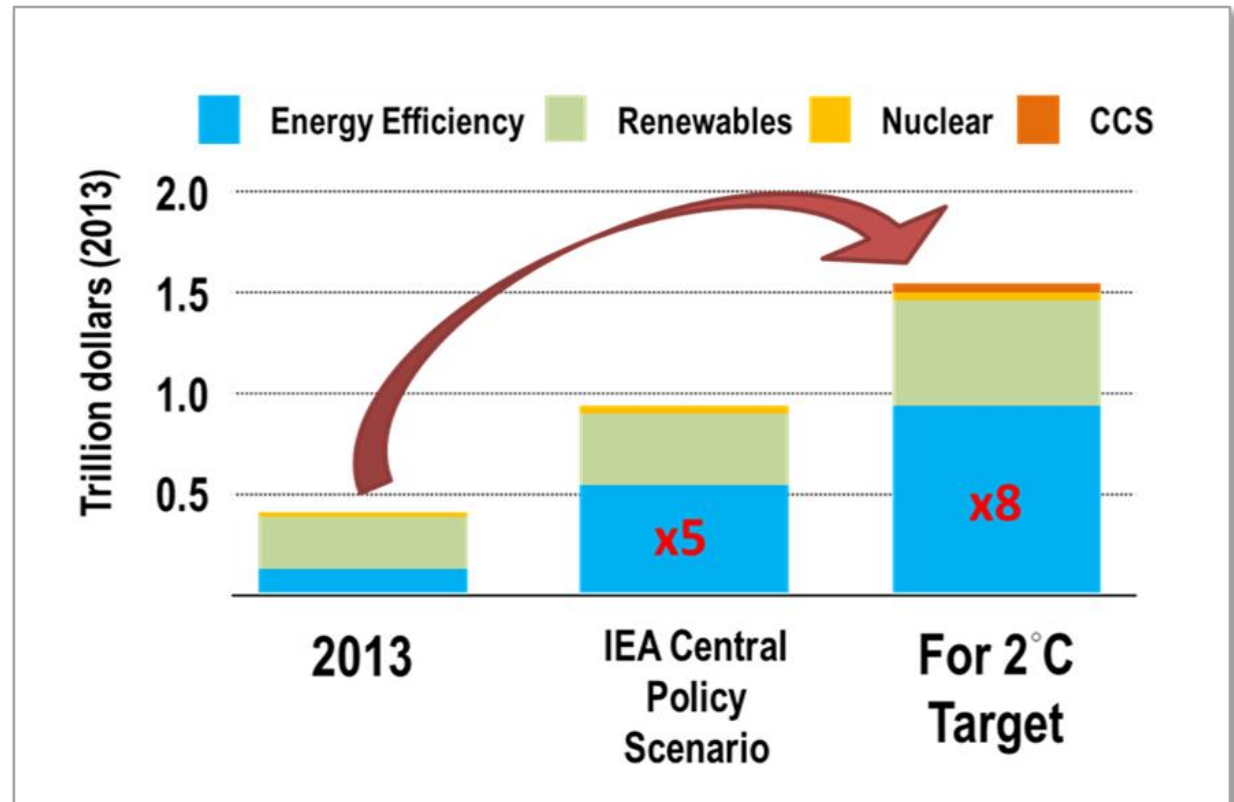 Energy Efficiency Renewables Nuclear CCS
Trillion dollars (2013)
2.0
1.5
1.0
0.5
x5
x8
2013
IEA Central
Policy
Scenario
For 2°C
Target